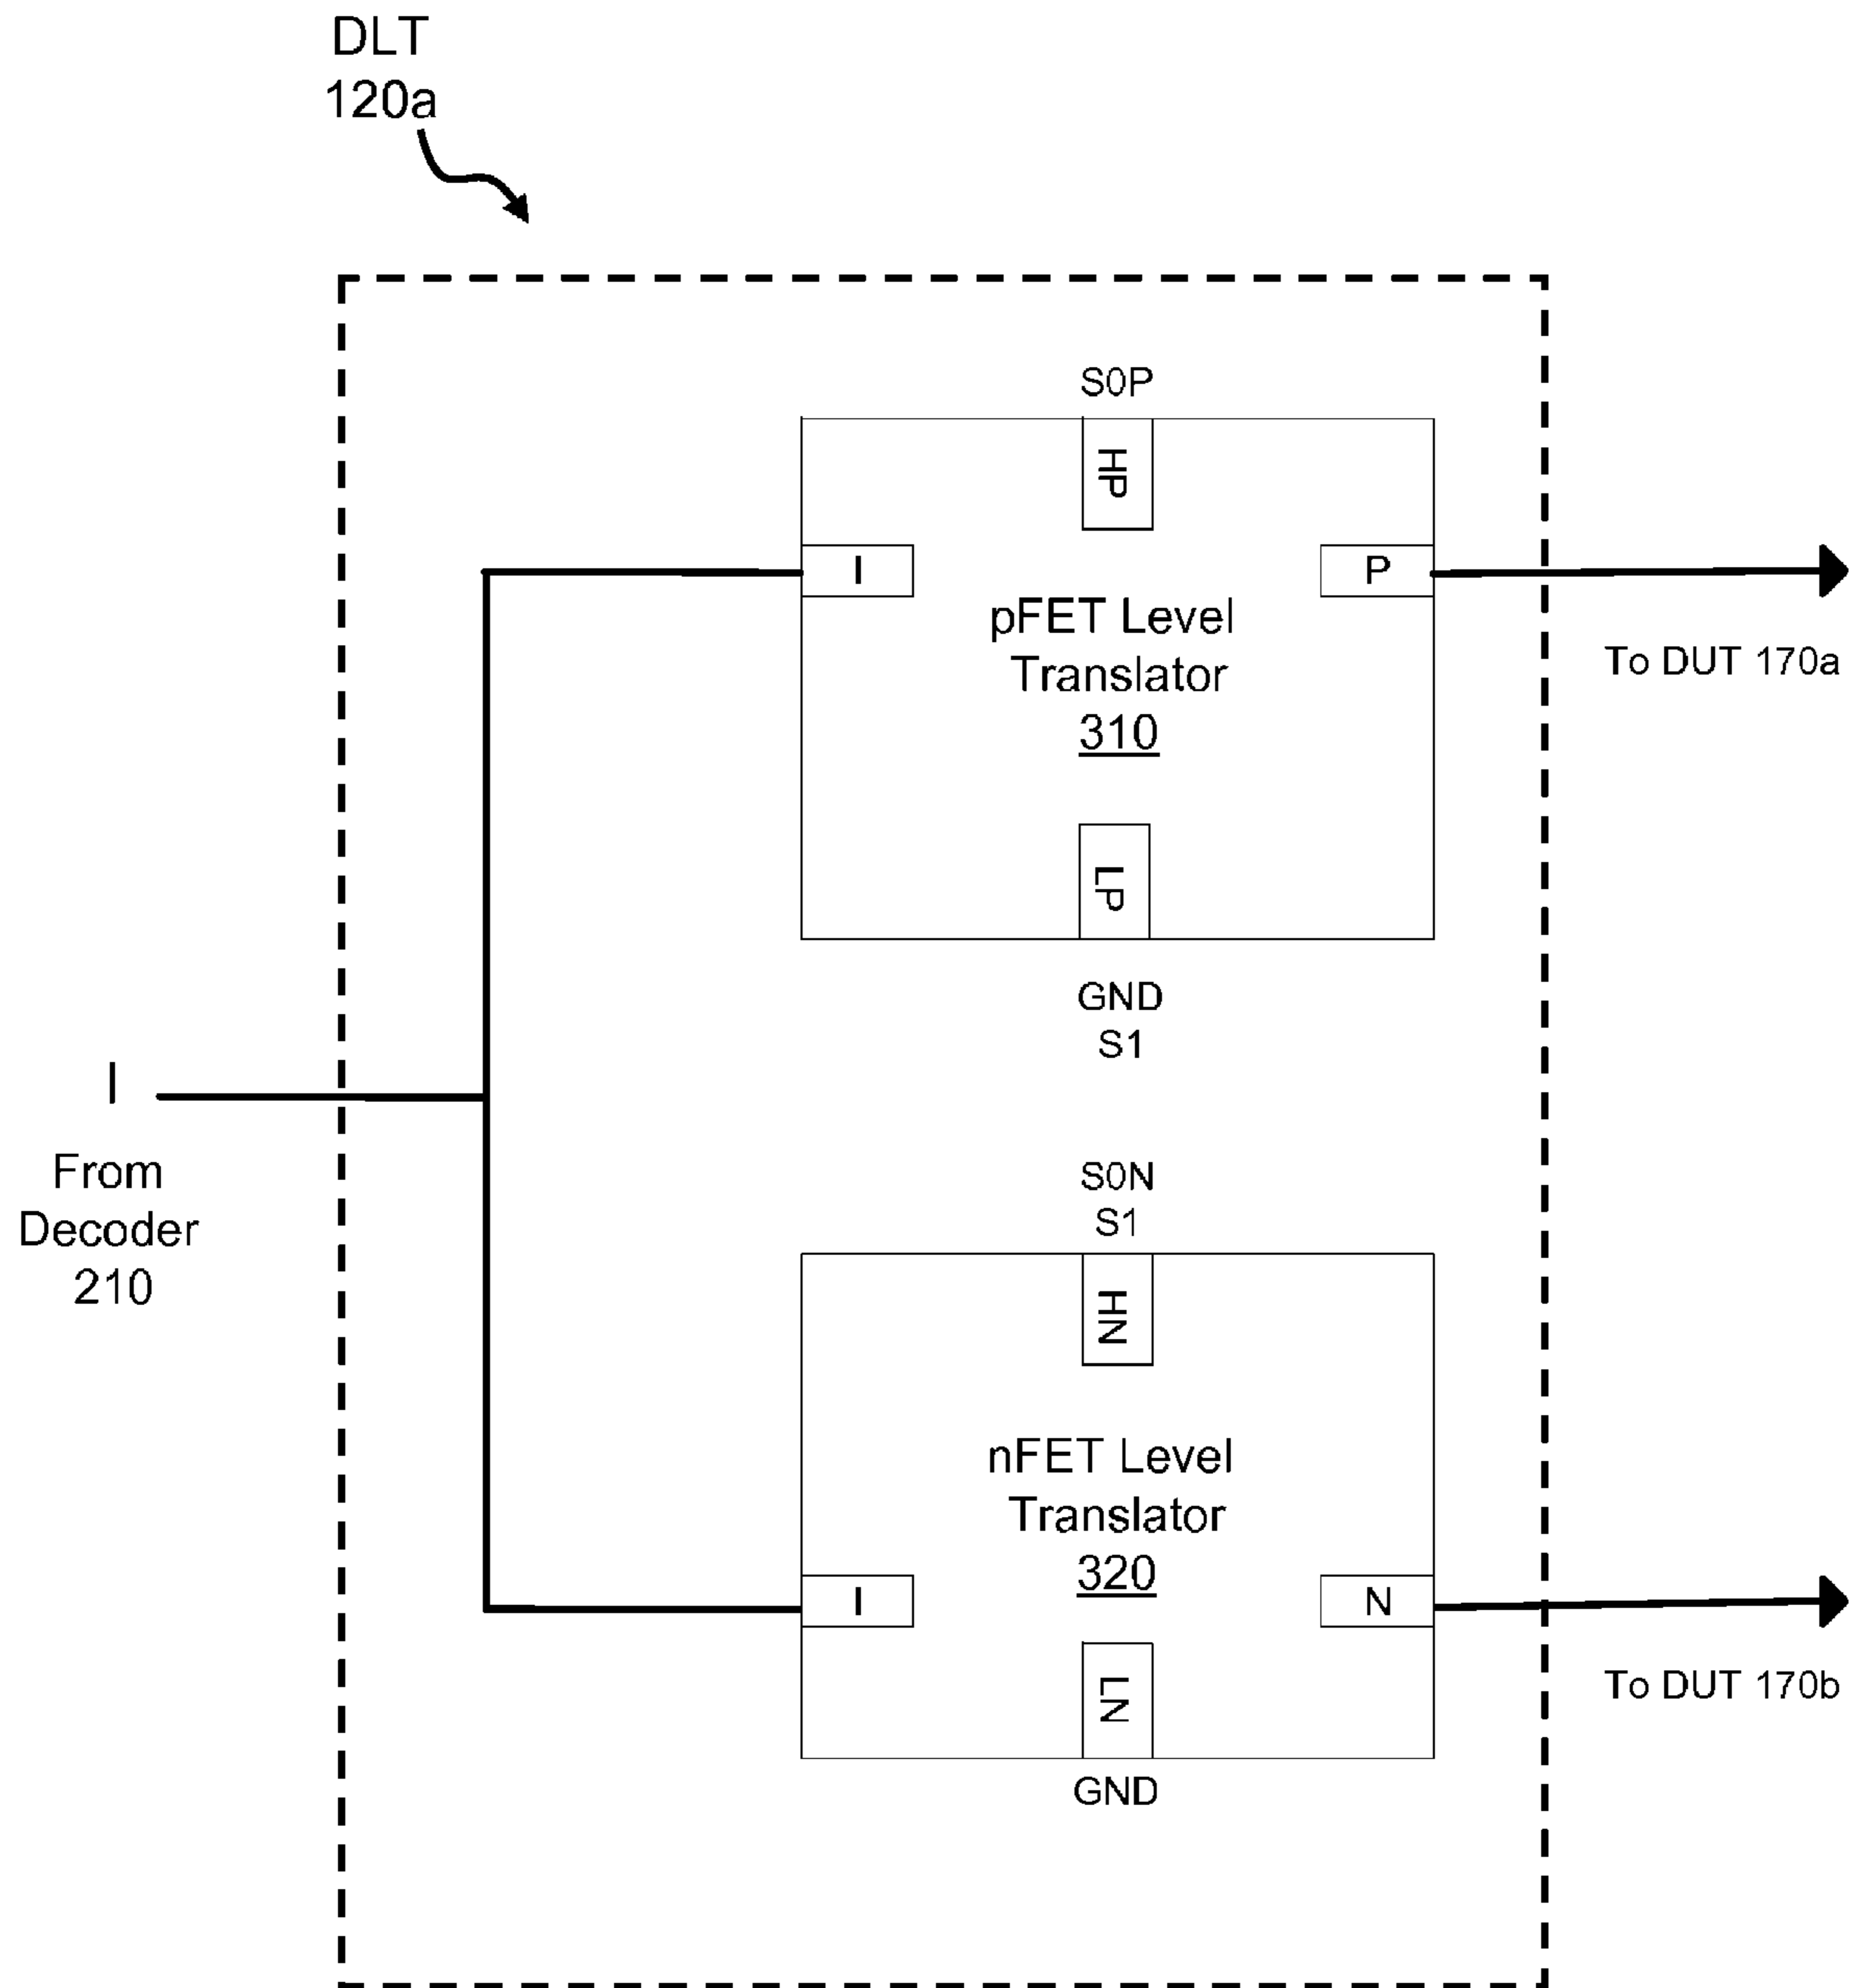 DLT
120a
S0P
HP
I
P
pFET Level
Translator
310
To DUT 170a
LP
GND
S1
I
From
Decoder
210
S0N
S1
HN
nFET Level
Translator
320
I
N
LN
To DUT 170b
GND